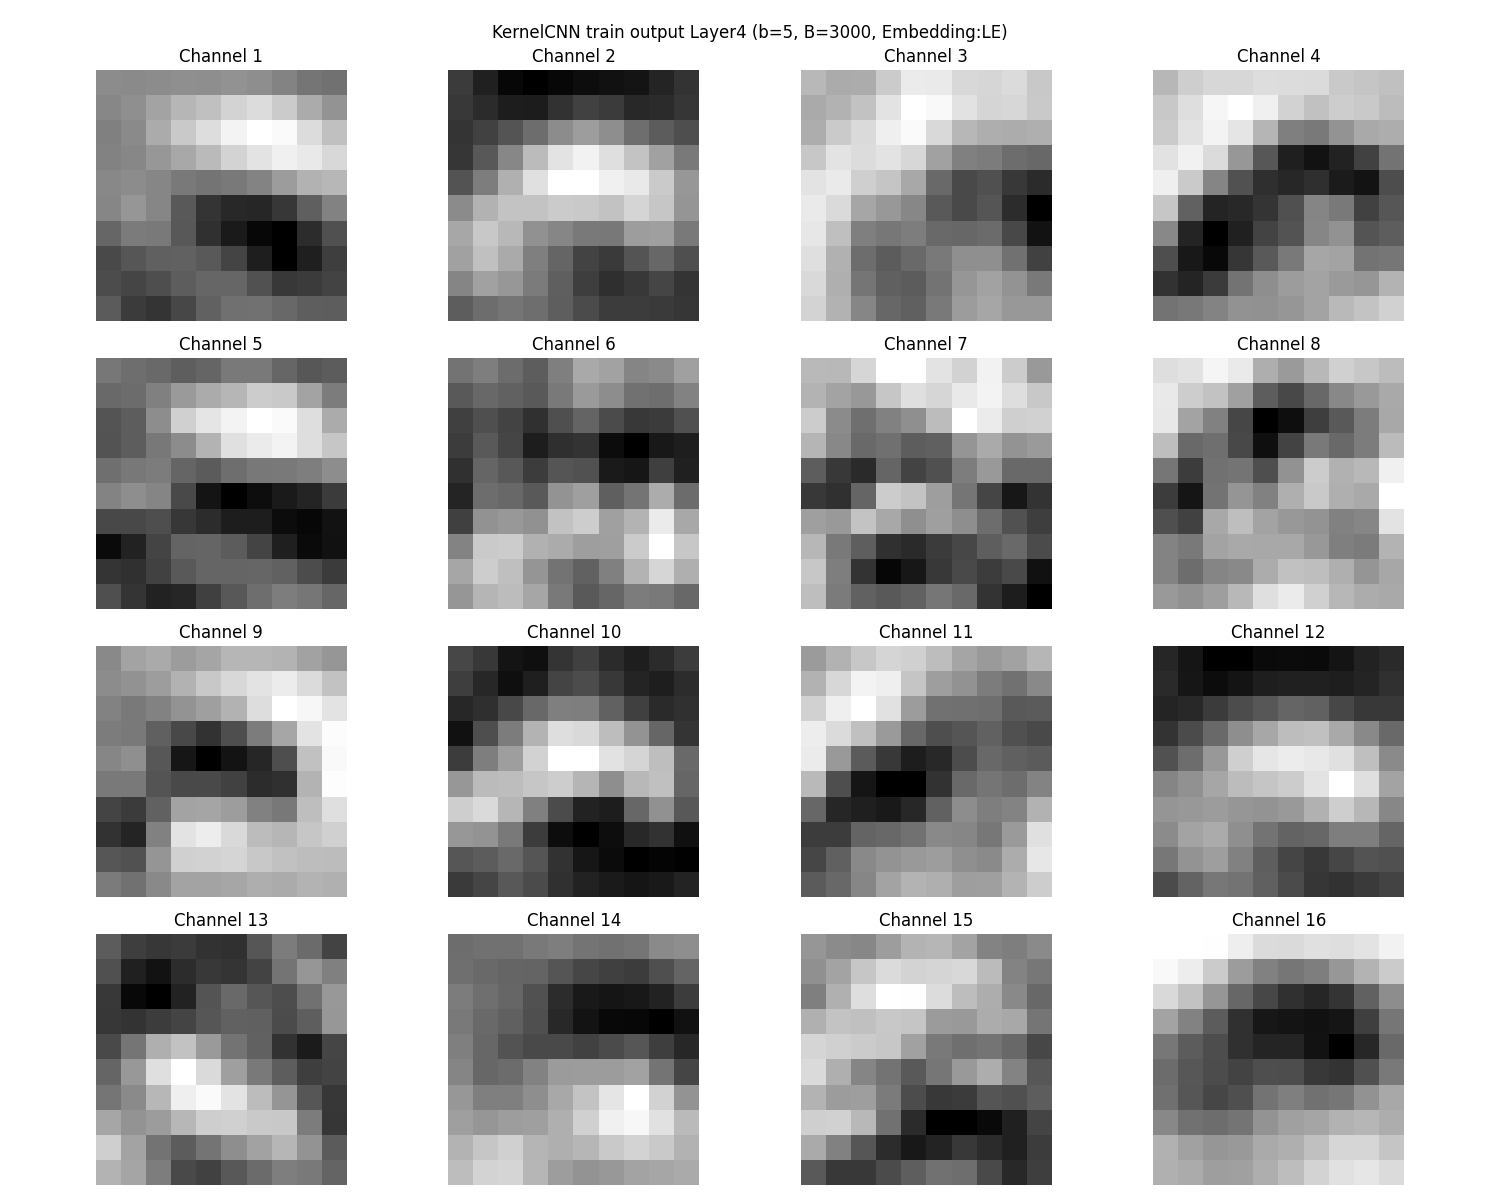 KernelCNN train output Layer4 (b=5, B=3000, Embedding:LE)
Channel 1
Channel 2
Channel 3
Channel 4
Channel 5
Channel 6
Channel 7
Channel 8
Channel 9
Channel 10
Channel 11
Channel 12
Channel 13
Channel 14
Channel 15
Channel 16